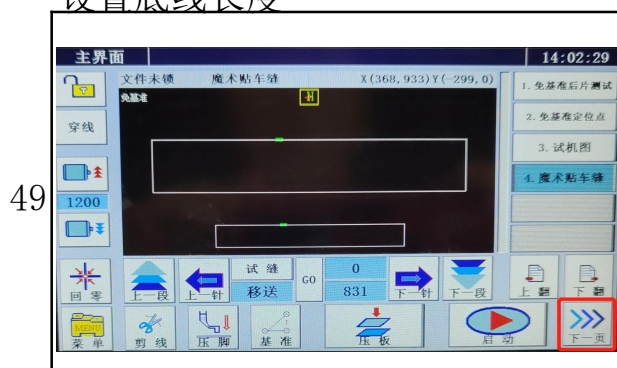 设置底线长度
主界面
14:02:29
文件未锁 魔术贴车缝 X(368,933)Y(-299,0)
免基准
1. 免基准后片测试
2. 免基准定位点
3. 试机图
4. 魔术贴车缝
穿线
49
1200
试 缝
GO
0
移送
831
回 零
上一段
上一针
下一针
下一段
上 翻
下 翻
MENU
菜 单
剪 线
压 脚
基 准
压 板
启 动
下一页